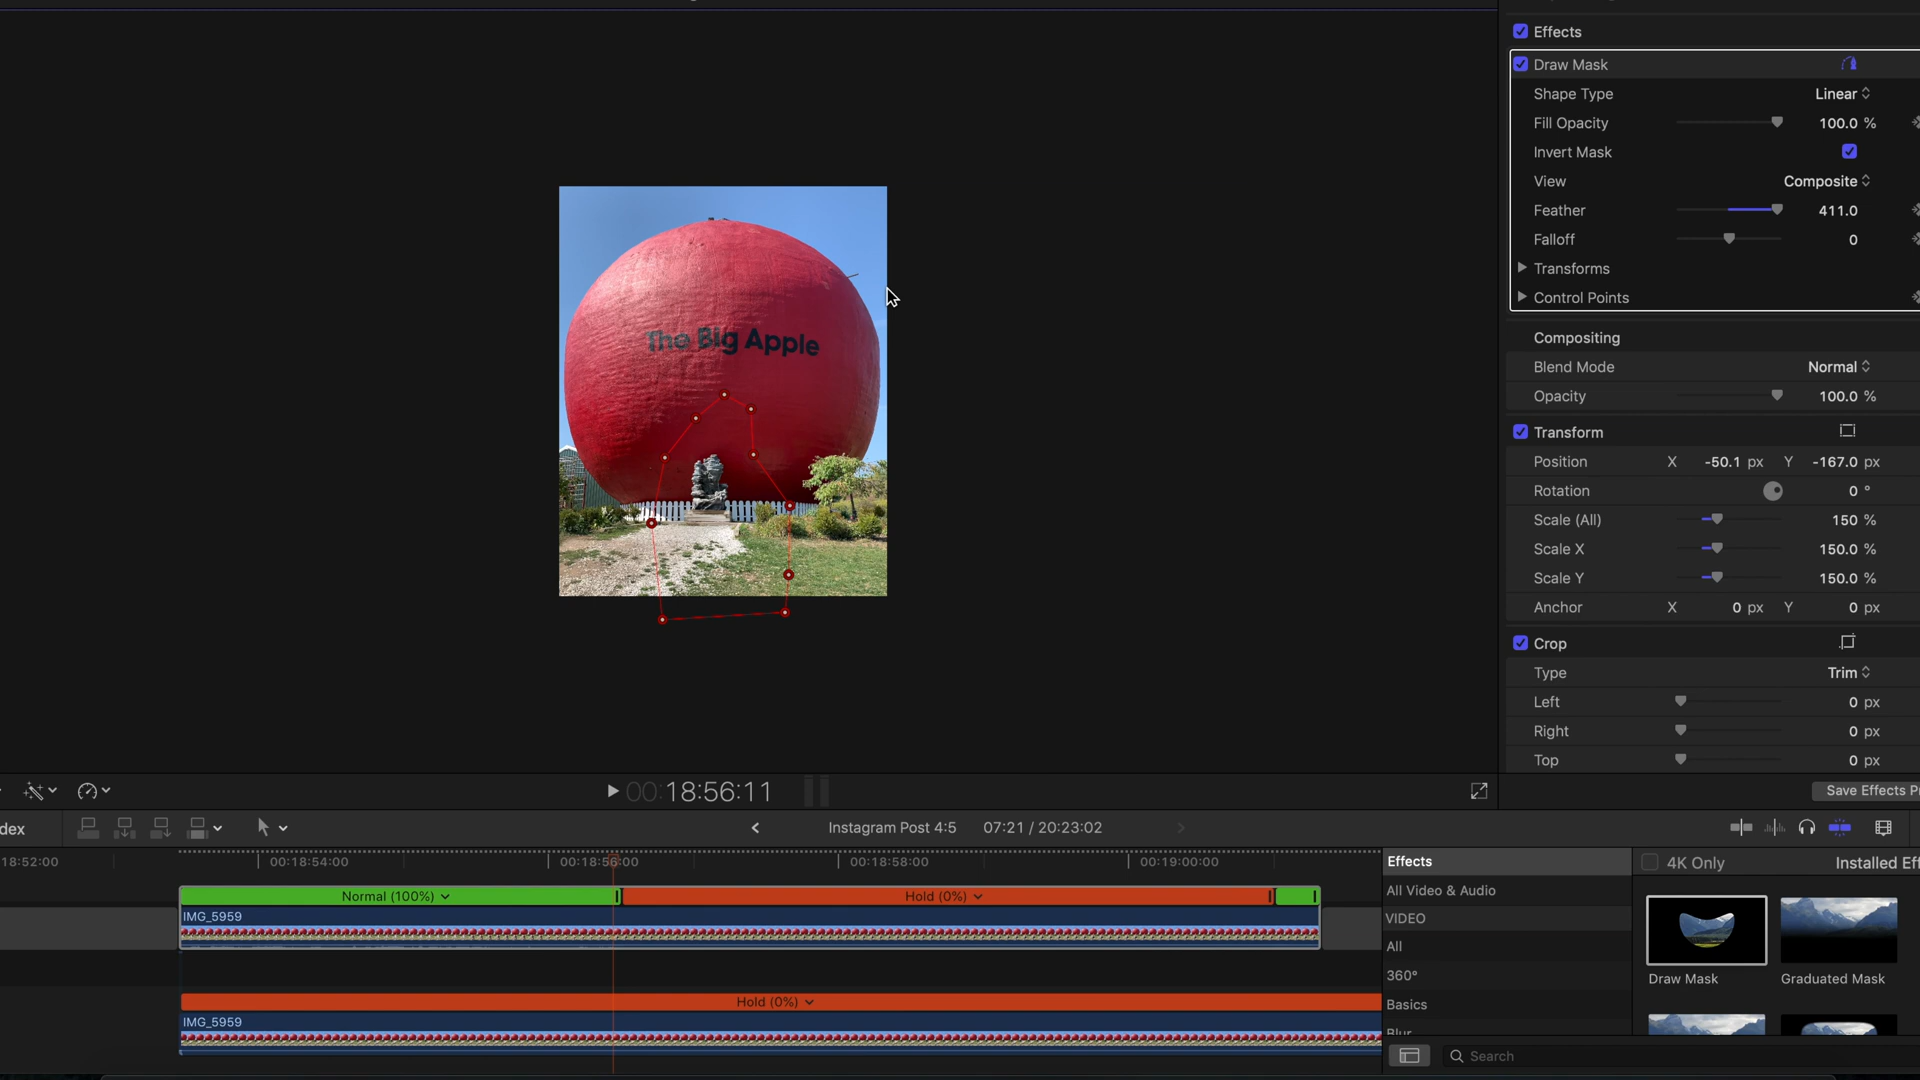 Effects
Draw Mask
Shape Type Linear
Fill Opacity 100.0 %
Invert Mask
View Composite
Feather 411.0
Falloff 0
Transforms
Control Points
Compositing
Blend Mode Normal
Opacity 100.0 %
Transform
Position X -50.1 px Y -167.0 px
Rotation 0 °
Scale (All) 150 %
Scale X 150.0 %
Scale Y 150.0 %
Anchor X 0 px Y 0 px
Crop
Type Trim
Left 0 px
Right 0 px
Top 0 px
Save Effects Pr
The Big Apple
00:18:56:11
dex
Instagram Post 4:5 07:21 / 20:23:02
18:52:00 00:18:54:00 00:18:56:00 00:18:58:00 00:19:00:00
Normal (100%) Hold (0%)
IMG_5959
Hold (0%)
IMG_5959
Effects
All Video & Audio
VIDEO
All
360°
Basics
Blur
4K Only Installed Eff
Draw Mask Graduated Mask
Search